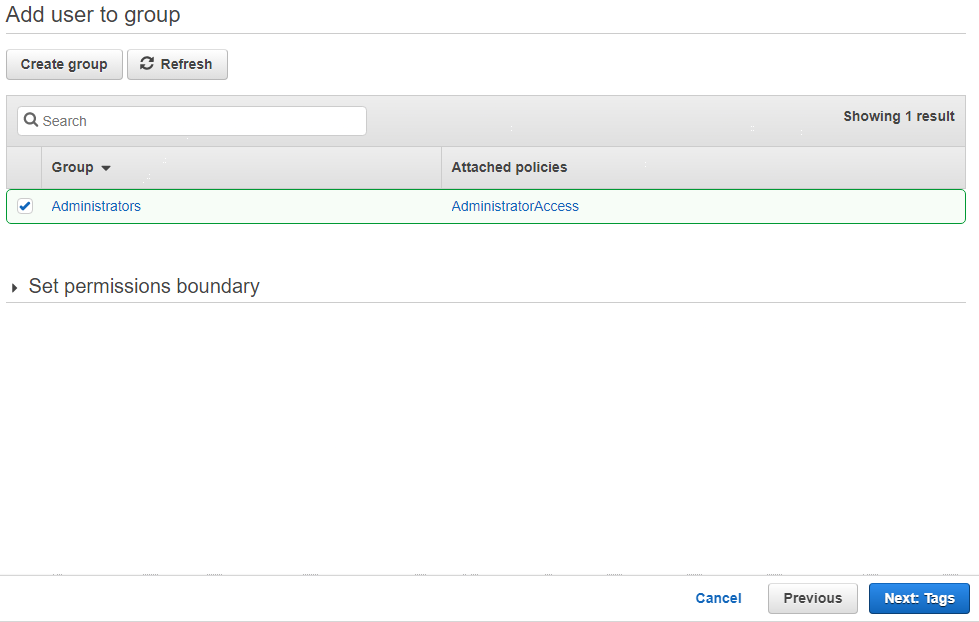 Add user to group
Create group Refresh
Search Showing 1 result
Group Attached policies
Administrators AdministratorAccess
Set permissions boundary
Cancel Previous Next: Tags